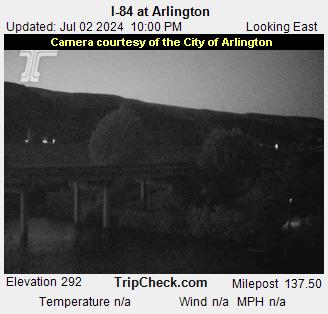 I-84 at Arlington
Updated: Jul 02 2024 10:00 PM Looking East
Camera courtesy of the City of Arlington
Elevation 292 TripCheck.com Milepost 137.50
Temperature n/a Wind n/a MPH n/a